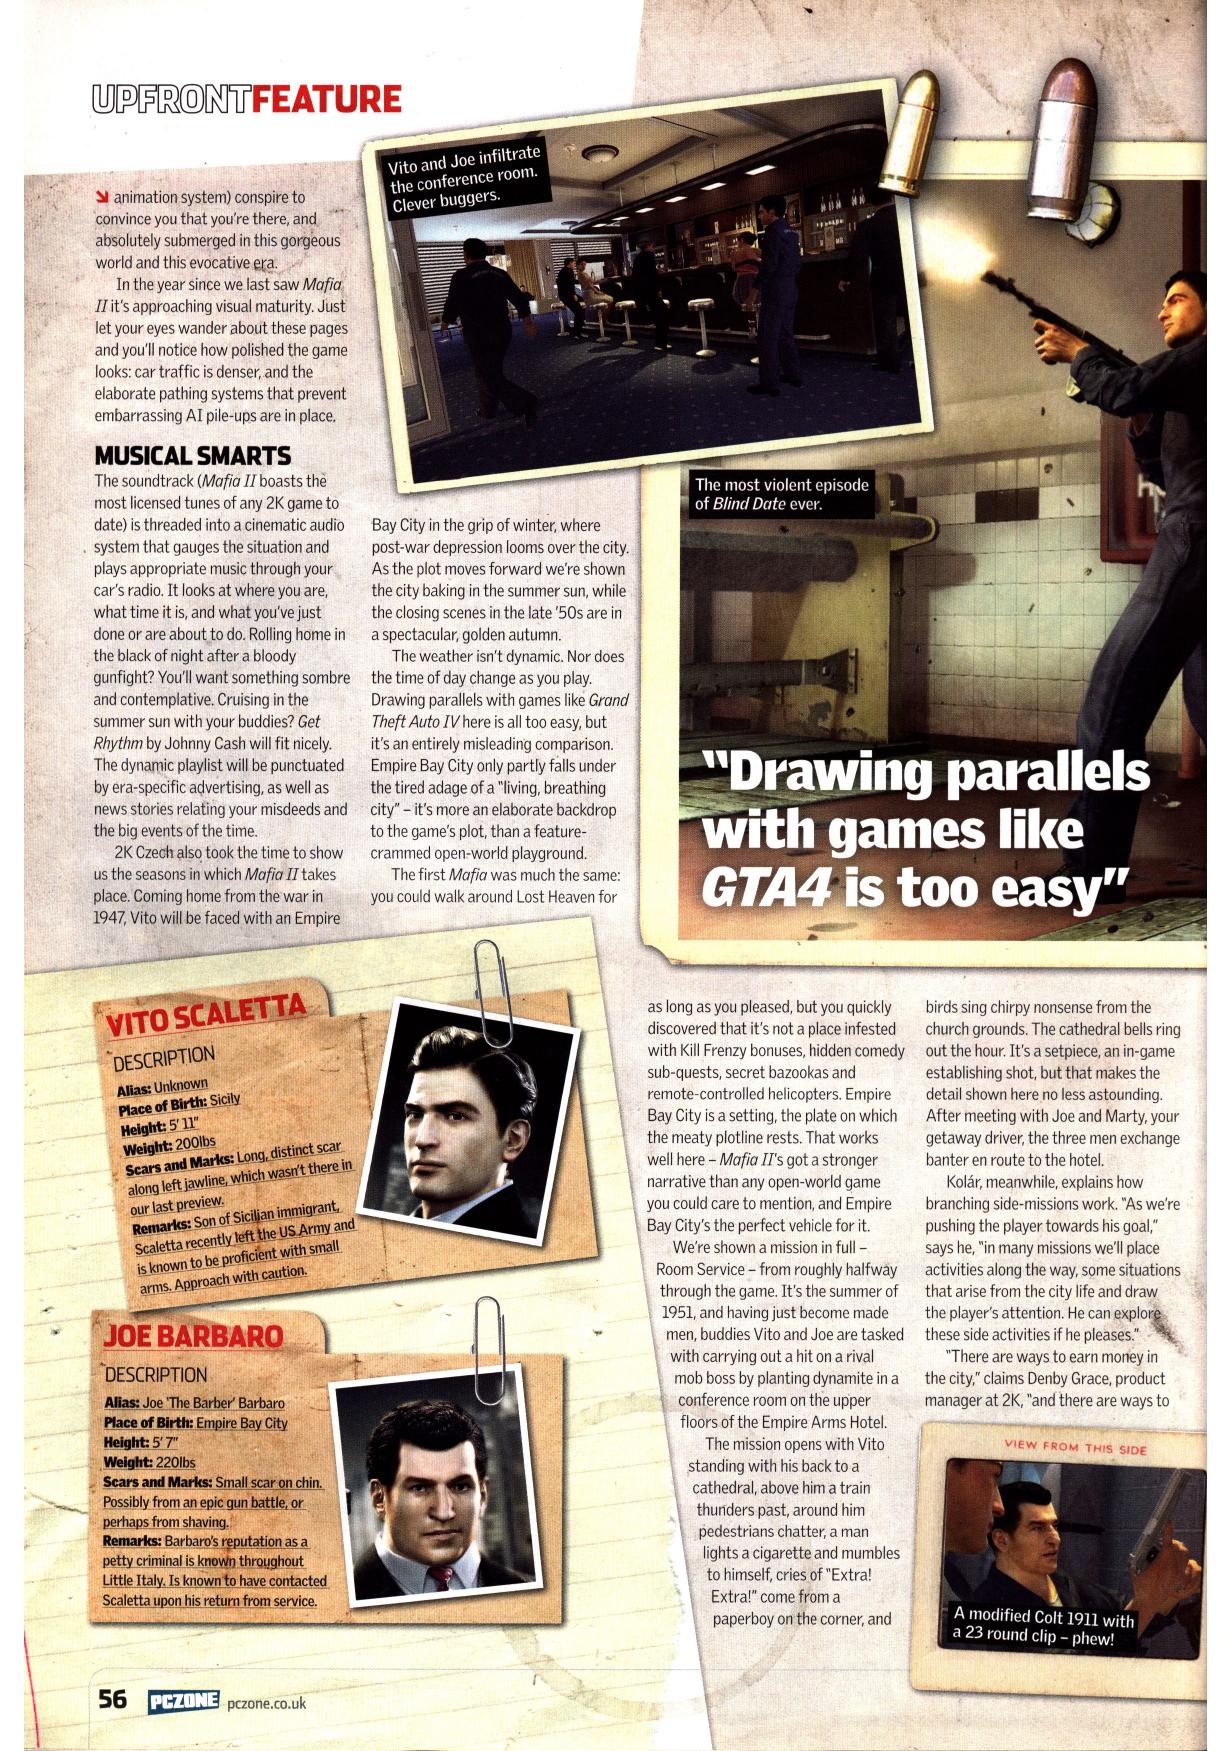 UPFRONTFEATURE
Vito and Joe infiltrate
the conference room.
Clever buggers.
animation system) conspire to
convince you that you're there, and
absolutely submerged in this gorgeous
world and this evocative era.
In the year since we last saw Mafia
II it's approaching visual maturity. Just
let your eyes wander about these pages
and you'll notice how polished the game
looks: car traffic is denser, and the
elaborate pathing systems that prevent
embarrassing AI pile-ups are in place.
MUSICAL SMARTS
The soundtrack (Mafia II boasts the
most licensed tunes of any 2K game to
date) is threaded into a cinematic audio
system that gauges the situation and
plays appropriate music through your
car's radio. It looks at where you are,
what time it is, and what you've just
done or are about to do. Rolling home in
the black of night after a bloody
gunfight? You'll want something sombre
and contemplative. Cruising in the
summer sun with your buddies? Get
Rhythm by Johnny Cash will fit nicely.
The dynamic playlist will be punctuated
by era-specific advertising, as well as
news stories relating your misdeeds and
the big events of the time.
2K Czech also took the time to show
us the seasons in which Mafia II takes
place. Coming home from the war in
1947, Vito will be faced with an Empire
Bay City in the grip of winter, where
post-war depression looms over the city.
As the plot moves forward we're shown
the city baking in the summer sun, while
the closing scenes in the late '50s are in
a spectacular, golden autumn.
The weather isn't dynamic. Nor does
the time of day change as you play.
Drawing parallels with games like Grand
Theft Auto IV here is all too easy, but
it's an entirely misleading comparison.
Empire Bay City only partly falls under
the tired adage of a "living, breathing
city" – it's more an elaborate backdrop
to the game's plot, than a feature-
crammed open-world playground.
The first Mafia was much the same:
you could walk around Lost Heaven for
The most violent episode
of Blind Date ever.
"Drawing parallels
with games like
GTA4 is too easy"
as long as you pleased, but you quickly
discovered that it's not a place infested
with Kill Frenzy bonuses, hidden comedy
sub-quests, secret bazookas and
remote-controlled helicopters. Empire
Bay City is a setting, the plate on which
the meaty plotline rests. That works
well here – Mafia II's got a stronger
narrative than any open-world game
you could care to mention, and Empire
Bay City's the perfect vehicle for it.
We're shown a mission in full –
Room Service – from roughly halfway
through the game. It's the summer of
1951, and having just become made
men, buddies Vito and Joe are tasked
with carrying out a hit on a rival
mob boss by planting dynamite in a
conference room on the upper
floors of the Empire Arms Hotel.
The mission opens with Vito
standing with his back to a
cathedral, above him a train
thunders past, around him
pedestrians chatter, a man
lights a cigarette and mumbles
to himself, cries of "Extra!
Extra!" come from a
paperboy on the corner, and
birds sing chirpy nonsense from the
church grounds. The cathedral bells ring
out the hour. It's a setpiece, an in-game
establishing shot, but that makes the
detail shown here no less astounding.
After meeting with Joe and Marty, your
getaway driver, the three men exchange
banter en route to the hotel.
Kolár, meanwhile, explains how
branching side-missions work. "As we're
pushing the player towards his goal,"
says he, "in many missions we'll place
activities along the way, some situations
that arise from the city life and draw
the player's attention. He can explore
these side activities if he pleases."
"There are ways to earn money in
the city," claims Denby Grace, product
manager at 2K, "and there are ways to
VITO SCALETTA
DESCRIPTION
Alias: Unknown
Place of Birth: Sicily
Height: 5' 11"
Weight: 200lbs
Scars and Marks: Long, distinct scar
along left jawline, which wasn't there in
our last preview.
Remarks: Son of Sicilian immigrant,
Scaletta recently left the US Army and
is known to be proficient with small
arms. Approach with caution.
JOE BARBARO
DESCRIPTION
Alias: Joe 'The Barber' Barbaro
Place of Birth: Empire Bay City
Height: 5' 7"
Weight: 220lbs
Scars and Marks: Small scar on chin.
Possibly from an epic gun battle, or
perhaps from shaving.
Remarks: Barbaro's reputation as a
petty criminal is known throughout
Little Italy. Is known to have contacted
Scaletta upon his return from service.
VIEW FROM THIS SIDE
A modified Colt 1911 with
a 23 round clip – phew!
56 PCZONE pczone.co.uk